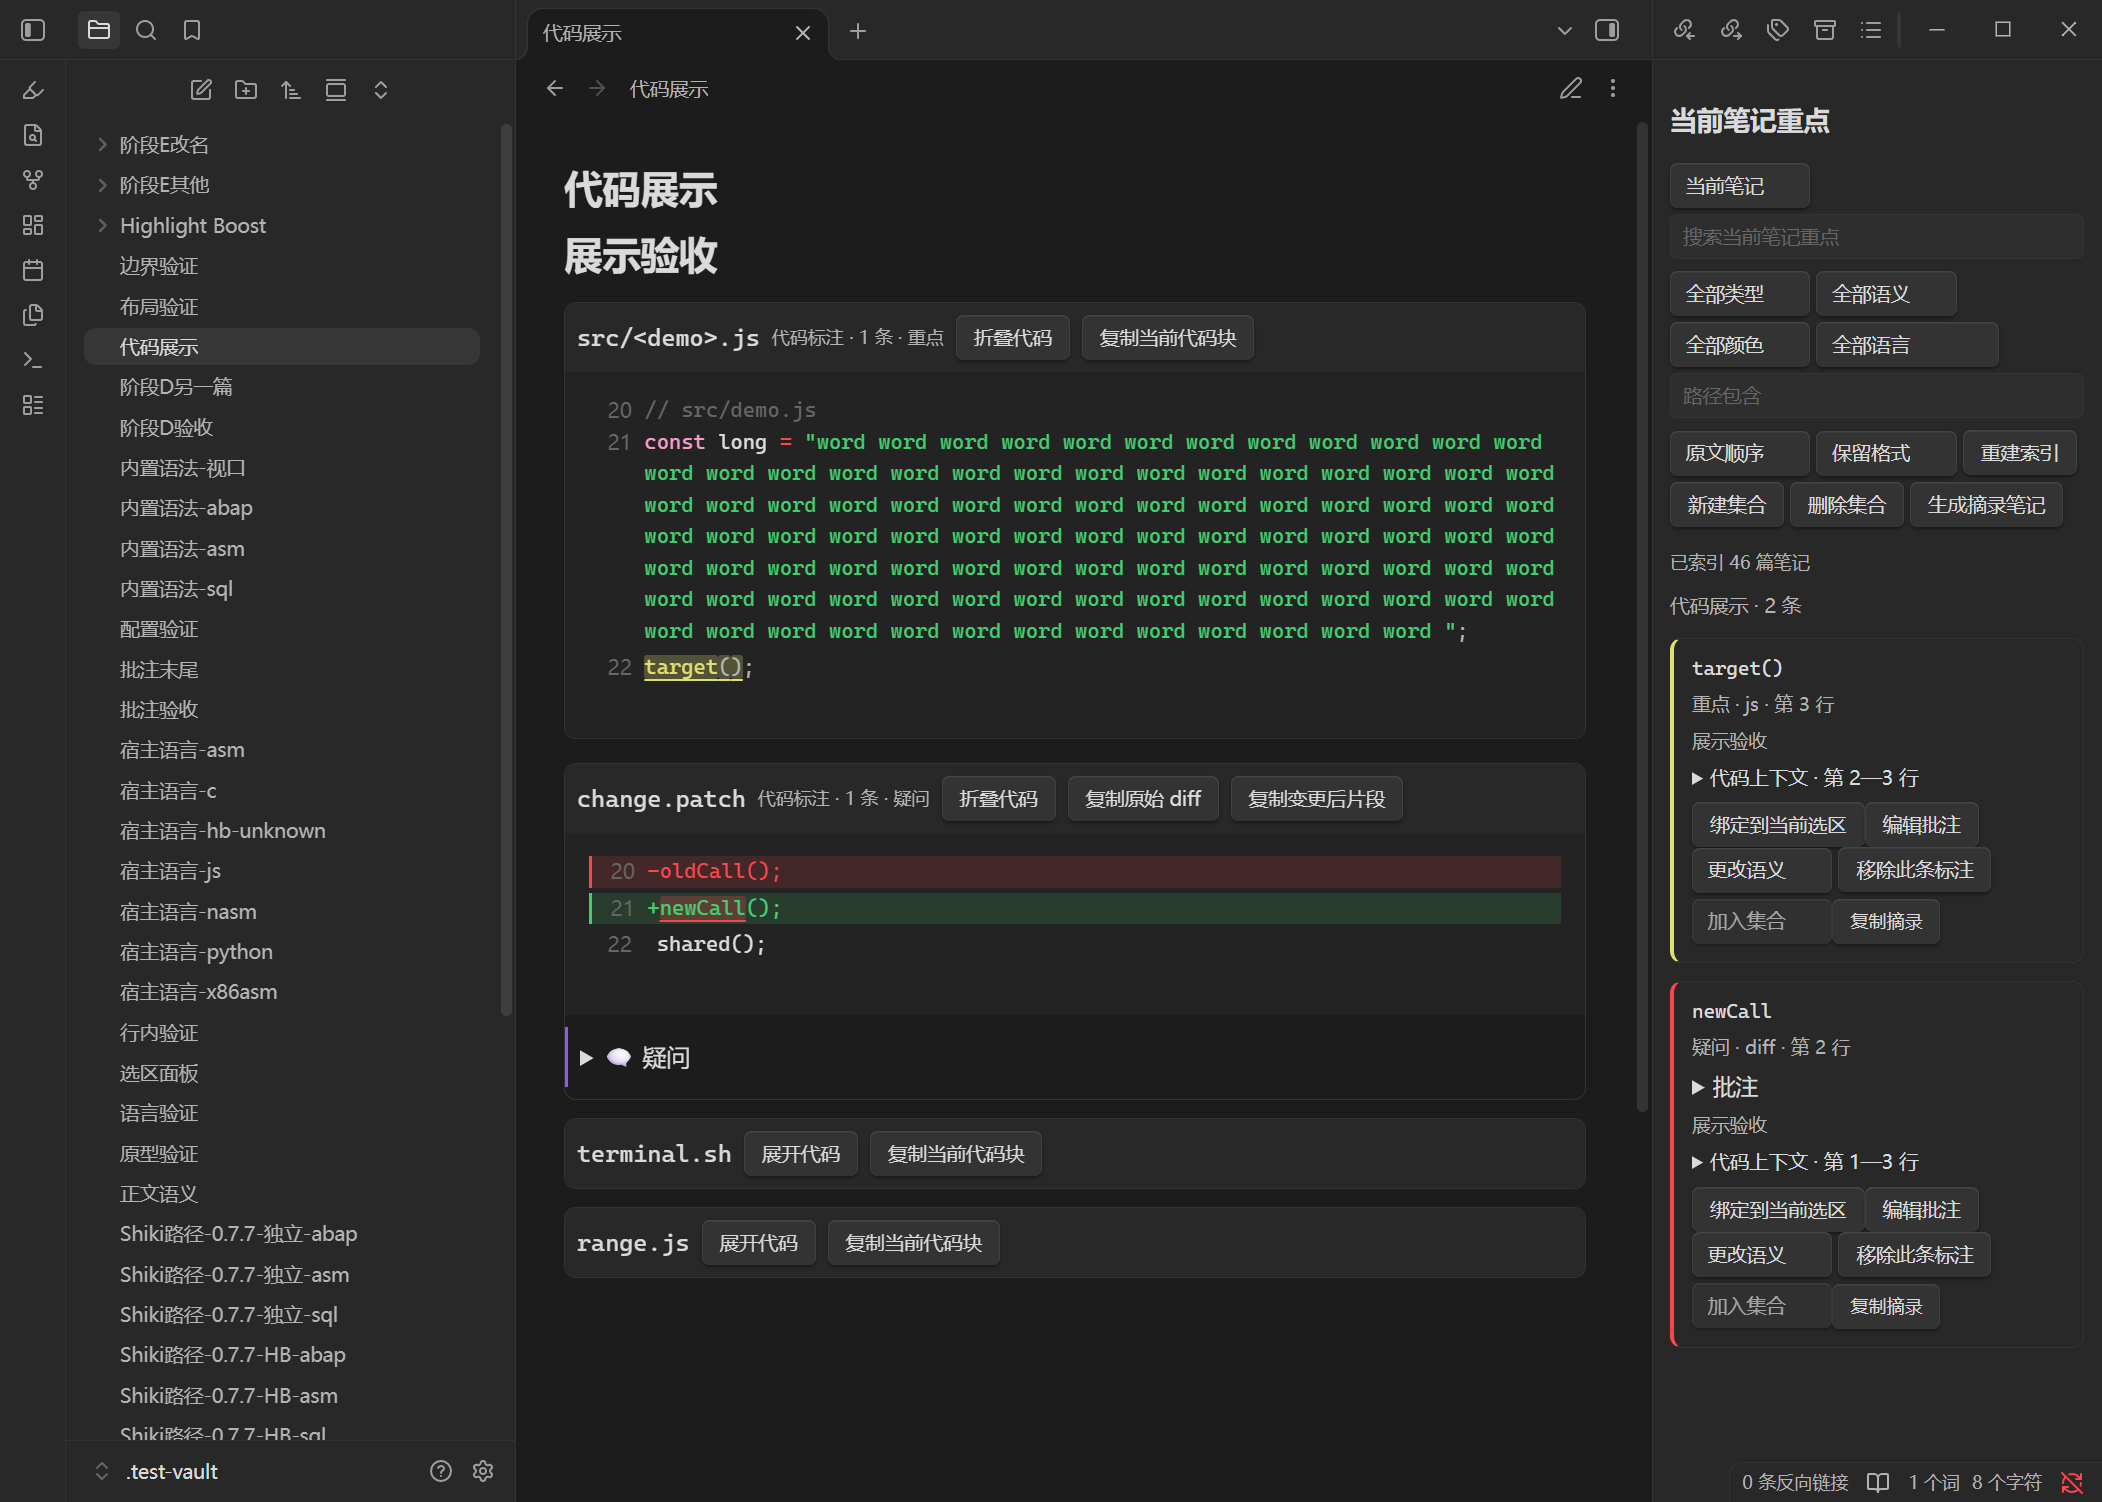 代码展示
代码展示
阶段E改名
阶段E其他
Highlight Boost
边界验证
布局验证
代码展示
阶段D另一篇
阶段D验收
内置语法-视口
内置语法-abap
内置语法-asm
内置语法-sql
配置验证
批注末尾
批注验收
宿主语言-asm
宿主语言-c
宿主语言-hb-unknown
宿主语言-js
宿主语言-nasm
宿主语言-python
宿主语言-x86asm
行内验证
选区面板
语言验证
原型验证
正文语义
Shiki路径-0.7.7-独立-abap
Shiki路径-0.7.7-独立-asm
Shiki路径-0.7.7-独立-sql
Shiki路径-0.7.7-HB-abap
Shiki路径-0.7.7-HB-asm
Shiki路径-0.7.7-HB-sql
.test-vault
代码展示
展示验收
src/<demo>.js 代码标注 · 1 条 · 重点 折叠代码 复制当前代码块
20 // src/demo.js
21 const long = "word word word word word word word word word word word word
word word word word word word word word word word word word word word word
word word word word word word word word word word word word word word word
word word word word word word word word word word word word word word word
word word word word word word word word word word word word word word word
word word word word word word word word word word word word word word word
word word word word word word word word word word word word word ";
22 target();
change.patch 代码标注 · 1 条 · 疑问 折叠代码 复制原始 diff 复制变更后片段
20 -oldCall();
21 +newCall();
22 shared();
疑问
terminal.sh 展开代码 复制当前代码块
range.js 展开代码 复制当前代码块
当前笔记重点
当前笔记
搜索当前笔记重点
全部类型 全部语义
全部颜色 全部语言
路径包含
原文顺序 保留格式 重建索引
新建集合 删除集合 生成摘录笔记
已索引 46 篇笔记
代码展示 · 2 条
target()
重点 · js · 第 3 行
展示验收
代码上下文 · 第 2—3 行
绑定到当前选区 编辑批注
更改语义 移除此条标注
加入集合 复制摘录
newCall
疑问 · diff · 第 2 行
批注
展示验收
代码上下文 · 第 1—3 行
绑定到当前选区 编辑批注
更改语义 移除此条标注
加入集合 复制摘录
0 条反向链接 1 个词 8 个字符